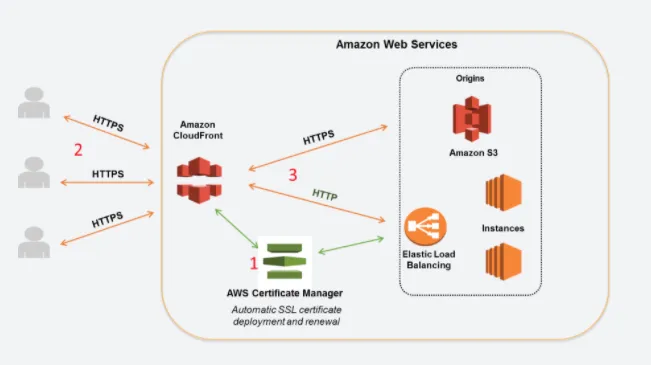 Amazon Web Services
Origins
Amazon
CloudFront
HTTPS
2
HTTPS
HTTPS
HTTPS
3
HTTP
Amazon S3
Instances
Elastic Load
Balancing
1
AWS Certificate Manager
Automatic SSL certificate
deployment and renewal